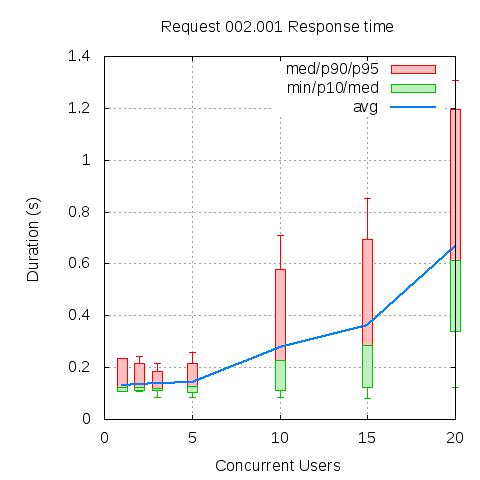 Request 002.001 Response time
1.4
1.2
1
0.8
0.6
0.4
0.2
0
Duration (s)
med/p90/p95
min/p10/med
avg
0
5
10
15
20
Concurrent Users